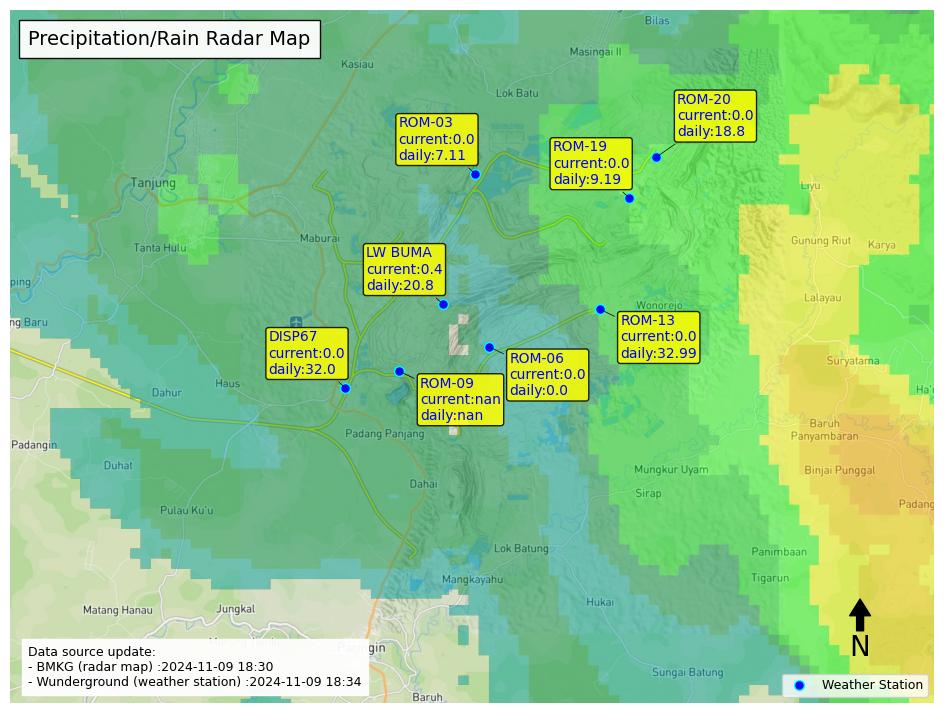 Precipitation/Rain Radar Map
Bilas
Masingai II
Kasiau
Lok Batu
ROM-20
current:0.0
daily:18.8
ROM-03
current:0.0
daily:7.11
ROM-19
current:0.0
daily:9.19
Tanjung
Liyu
Maburai
Tanta Hulu
Gunung Riut
Karya
LW BUMA
current:0.4
daily:20.8
ping
Lalayau
Wonorejo
ng Baru
ROM-13
current:0.0
daily:32.99
DISP67
current:0.0
daily:32.0
ROM-06
current:0.0
daily:0.0
Suryatama
ROM-09
current:nan
daily:nan
Haus
Dahur
Baruh
Panyambaran
Padang Panjang
Padangin
Duhat
Mungkur Uyam
Binjai Punggal
Dahai
Sirap
Padang
Pulau Ku'u
Lok Batung
Panimbaan
Mangkayahu
Tigarun
Hukai
Matang Hanau
Jungkal
N
Paringin
Data source update:
- BMKG (radar map) :2024-11-09 18:30
- Wunderground (weather station) :2024-11-09 18:34
Sungai Batung
Weather Station
Baruh